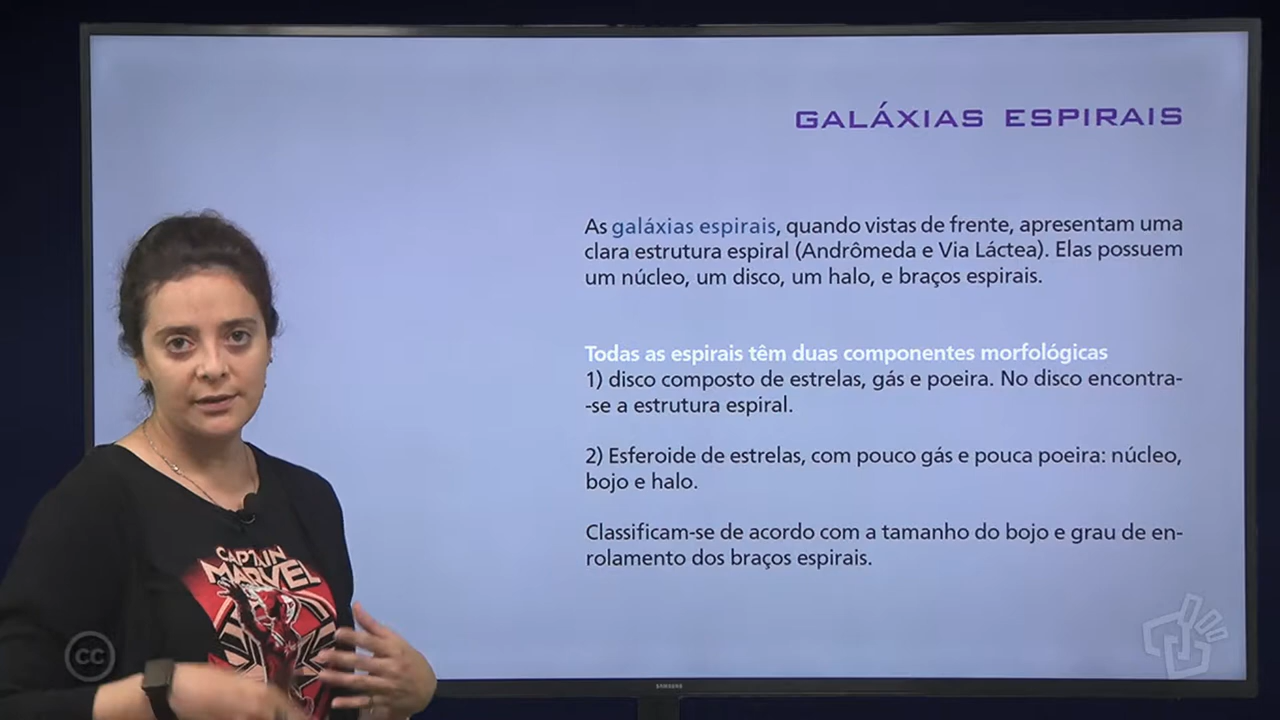 GALÁXIAS ESPIRAIS
As galáxias espirais, quando vistas de frente, apresentam uma
clara estrutura espiral (Andrômeda e Via Láctea). Elas possuem
um núcleo, um disco, um halo, e braços espirais.
Todas as espirais têm duas componentes morfológicas
1) disco composto de estrelas, gás e poeira. No disco encontra-
-se a estrutura espiral.
2) Esferoide de estrelas, com pouco gás e pouca poeira: núcleo,
bojo e halo.
Classificam-se de acordo com a tamanho do bojo e grau de en-
rolamento dos braços espirais.
CAPTAIN
MARVEL
cc
SAMSUNG